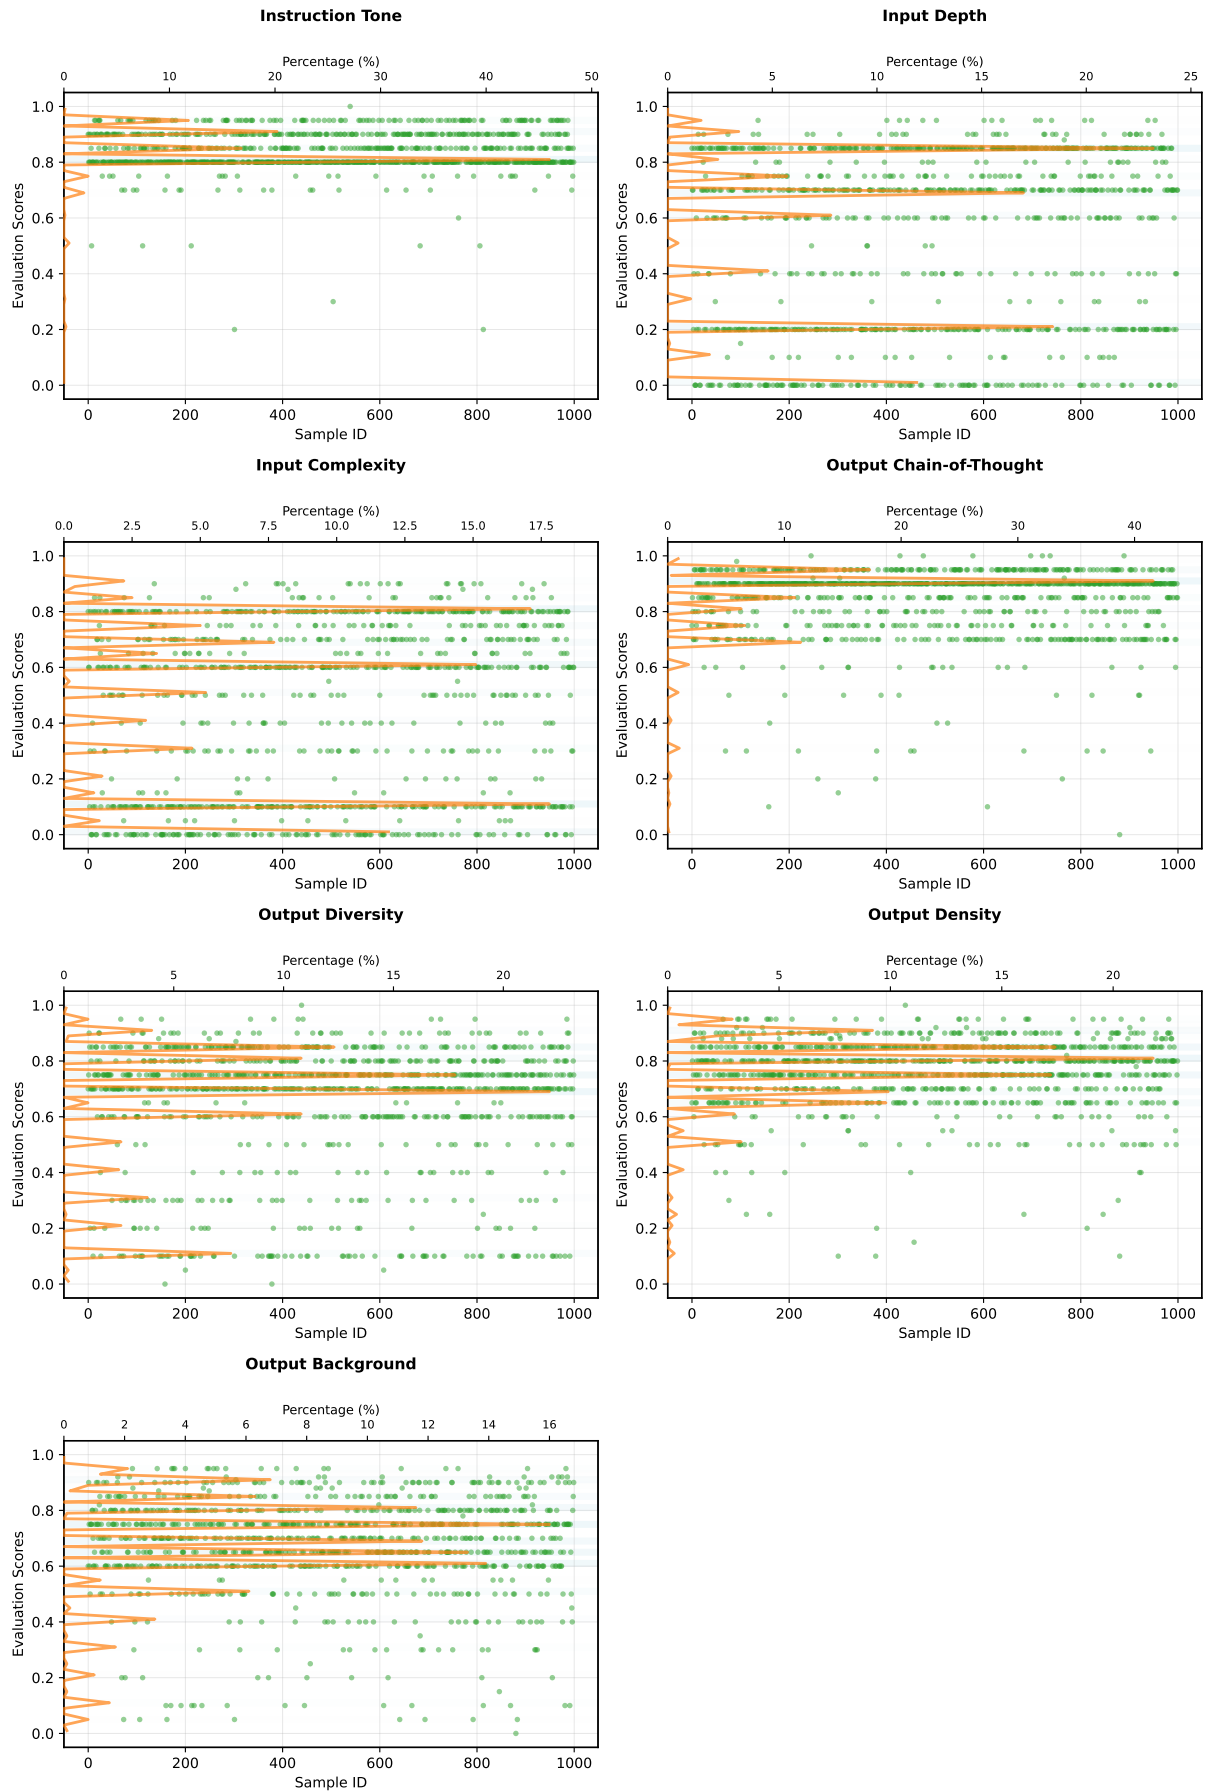 Instruction Tone
Percentage (%)
0 10 20 30 40 50
1.0
0.8
0.6
0.4
0.2
0.0
Evaluation Scores
0 200 400 600 800 1000
Sample ID
Input Depth
Percentage (%)
0 5 10 15 20 25
1.0
0.8
0.6
0.4
0.2
0.0
Evaluation Scores
0 200 400 600 800 1000
Sample ID
Input Complexity
Percentage (%)
0.0 2.5 5.0 7.5 10.0 12.5 15.0 17.5
1.0
0.8
0.6
0.4
0.2
0.0
Evaluation Scores
0 200 400 600 800 1000
Sample ID
Output Chain-of-Thought
Percentage (%)
0 10 20 30 40
1.0
0.8
0.6
0.4
0.2
0.0
Evaluation Scores
0 200 400 600 800 1000
Sample ID
Output Diversity
Percentage (%)
0 5 10 15 20
1.0
0.8
0.6
0.4
0.2
0.0
Evaluation Scores
0 200 400 600 800 1000
Sample ID
Output Density
Percentage (%)
0 5 10 15 20
1.0
0.8
0.6
0.4
0.2
0.0
Evaluation Scores
0 200 400 600 800 1000
Sample ID
Output Background
Percentage (%)
0 2 4 6 8 10 12 14 16
1.0
0.8
0.6
0.4
0.2
0.0
Evaluation Scores
0 200 400 600 800 1000
Sample ID